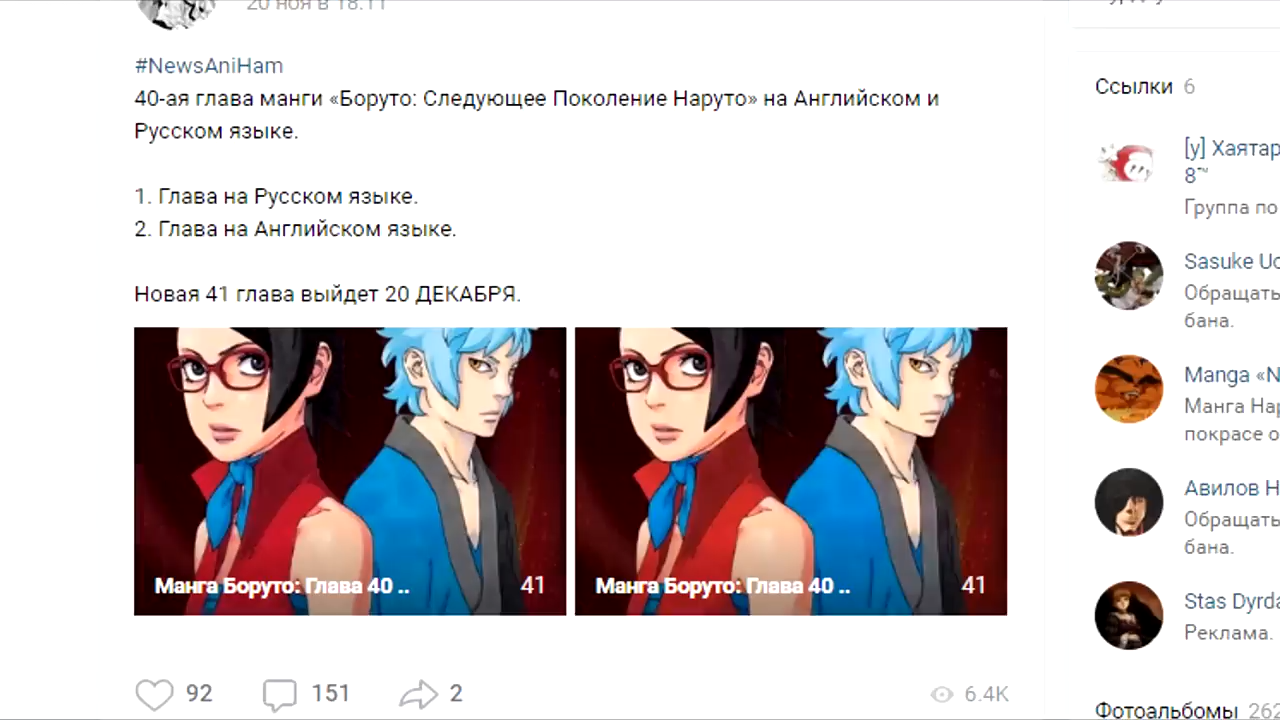 20 ноя в 18:11
#NewsAniHam
40-ая глава манги «Боруто: Следующее Поколение Наруто» на Английском и
Русском языке.
1. Глава на Русском языке.
2. Глава на Английском языке.
Новая 41 глава выйдет 20 ДЕКАБРЯ.
Манга Боруто: Глава 40 ..
41
Манга Боруто: Глава 40 ..
41
92
151
2
6.4K
Ссылки 6
[у] Хаятар
8™
Группа по
Sasuke Uc
Обращать
бана.
Manga «N
Манга Нар
покрасе о
Авилов Н
Обращать
бана.
Stas Dyrda
Реклама.
Фотоальбомы 262